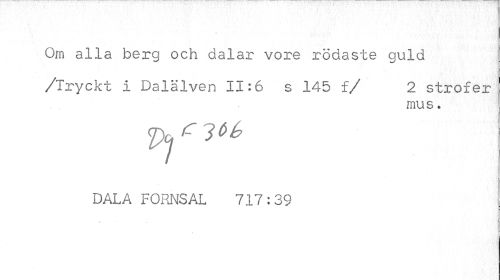 Om alla berg och dalar vore rödaste guld
/Tryckt i Dalälven II:6 s 145 f/ 2 strofer
mus.
DgF 306
DALA FORNSAL 717:39